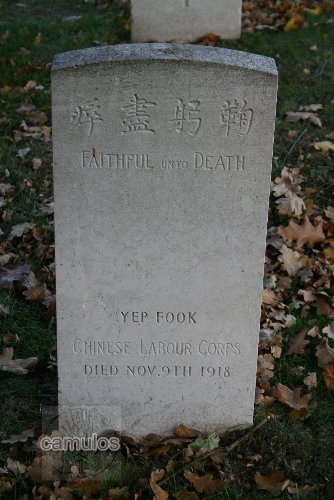 鞠躬盡瘁
FAITHFUL UNTO DEATH
YEP FOOK
CHINESE LABOUR CORPS
DIED NOV. 9TH 1918
camulos